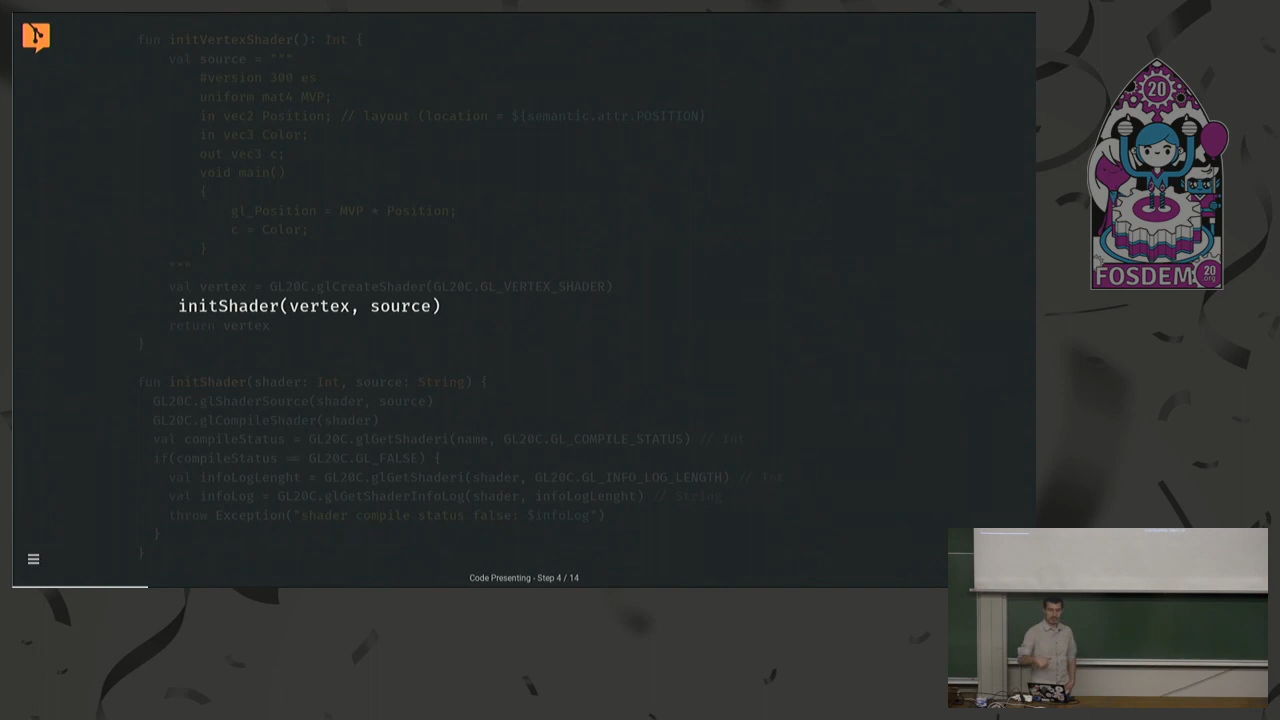 fun initVertexShader(): Int {
val source = """
#version 300 es
uniform mat4 MVP;
in vec2 Position; // layout (location = ${semantic.attr.POSITION)
in vec3 Color;
out vec3 c;
void main()
{
gl_Position = MVP * Position;
c = Color;
}
"""
val vertex = GL20C.glCreateShader(GL20C.GL_VERTEX_SHADER)
initShader(vertex, source)
return vertex
}
fun initShader(shader: Int, source: String) {
GL20C.glShaderSource(shader, source)
GL20C.glCompileShader(shader)
val compileStatus = GL20C.glGetShaderi(name, GL20C.GL_COMPILE_STATUS) // Int
if(compileStatus == GL20C.GL_FALSE) {
val infoLogLenght = GL20C.glGetShaderi(shader, GL20C.GL_INFO_LOG_LENGTH) // Int
val infoLog = GL20C.glGetShaderInfoLog(shader, infoLogLenght) // String
throw Exception("shader compile status false: $infoLog")
}
}
Code Presenting - Step 4 / 14
20
FOSDEM 20
.org